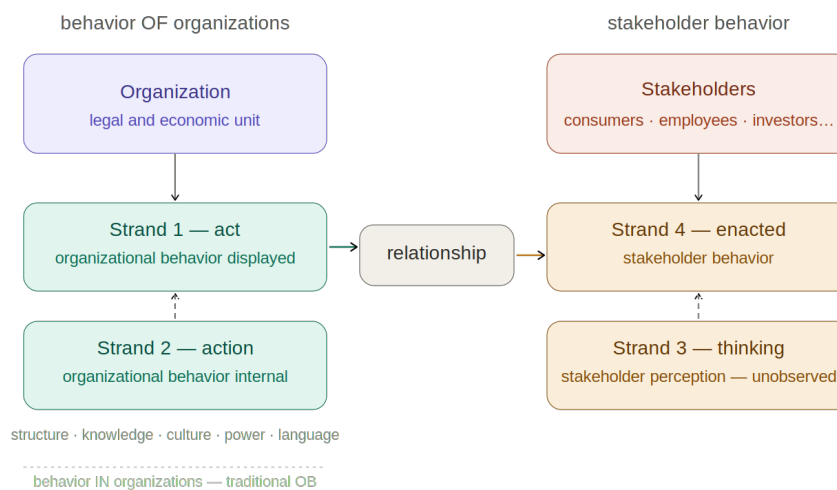 behavior OF organizations
stakeholder behavior
Organization
legal and economic unit
Stakeholders
consumers · employees · investors…
Strand 1 — act
organizational behavior displayed
relationship
Strand 4 — enacted
stakeholder behavior
Strand 2 — action
organizational behavior internal
Strand 3 — thinking
stakeholder perception — unobserved
structure · knowledge · culture · power · language
behavior IN organizations — traditional OB